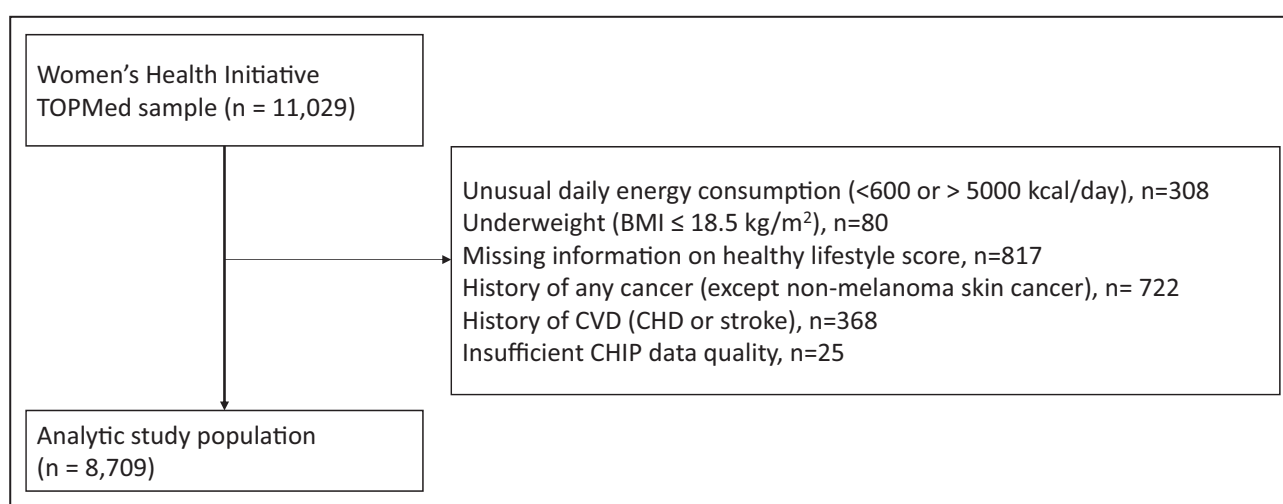 Women’s Health Initiative
TOPMed sample (n = 11,029)
Unusual daily energy consumption (<600 or > 5000 kcal/day), n=308
Underweight (BMI ≤ 18.5 kg/m²), n=80
Missing information on healthy lifestyle score, n=817
History of any cancer (except non-melanoma skin cancer), n= 722
History of CVD (CHD or stroke), n=368
Insufficient CHIP data quality, n=25
Analytic study population
(n = 8,709)